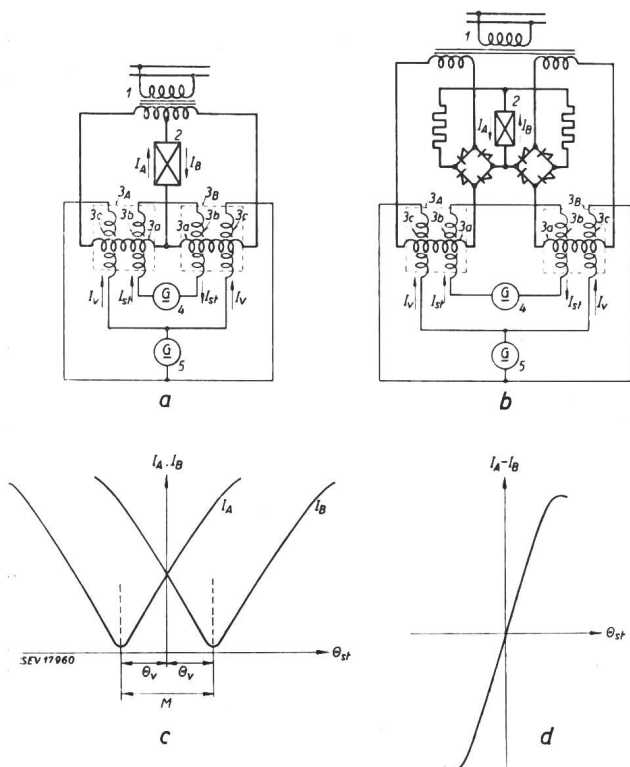 1
2
I_A
I_B
3_A
3_B
3c
3b
3a
3a
3b
3c
I_v
I_st
G
4
I_st
I_v
G
5
a
1
2
I_A
I_B
3_A
3_B
3c
3b
3a
3a
3b
3c
I_v
I_st
G
4
I_st
I_v
G
5
b
I_A, I_B
I_A
I_B
SEV 17960
Θ_v
Θ_v
Θ_st
M
c
I_A-I_B
Θ_st
d